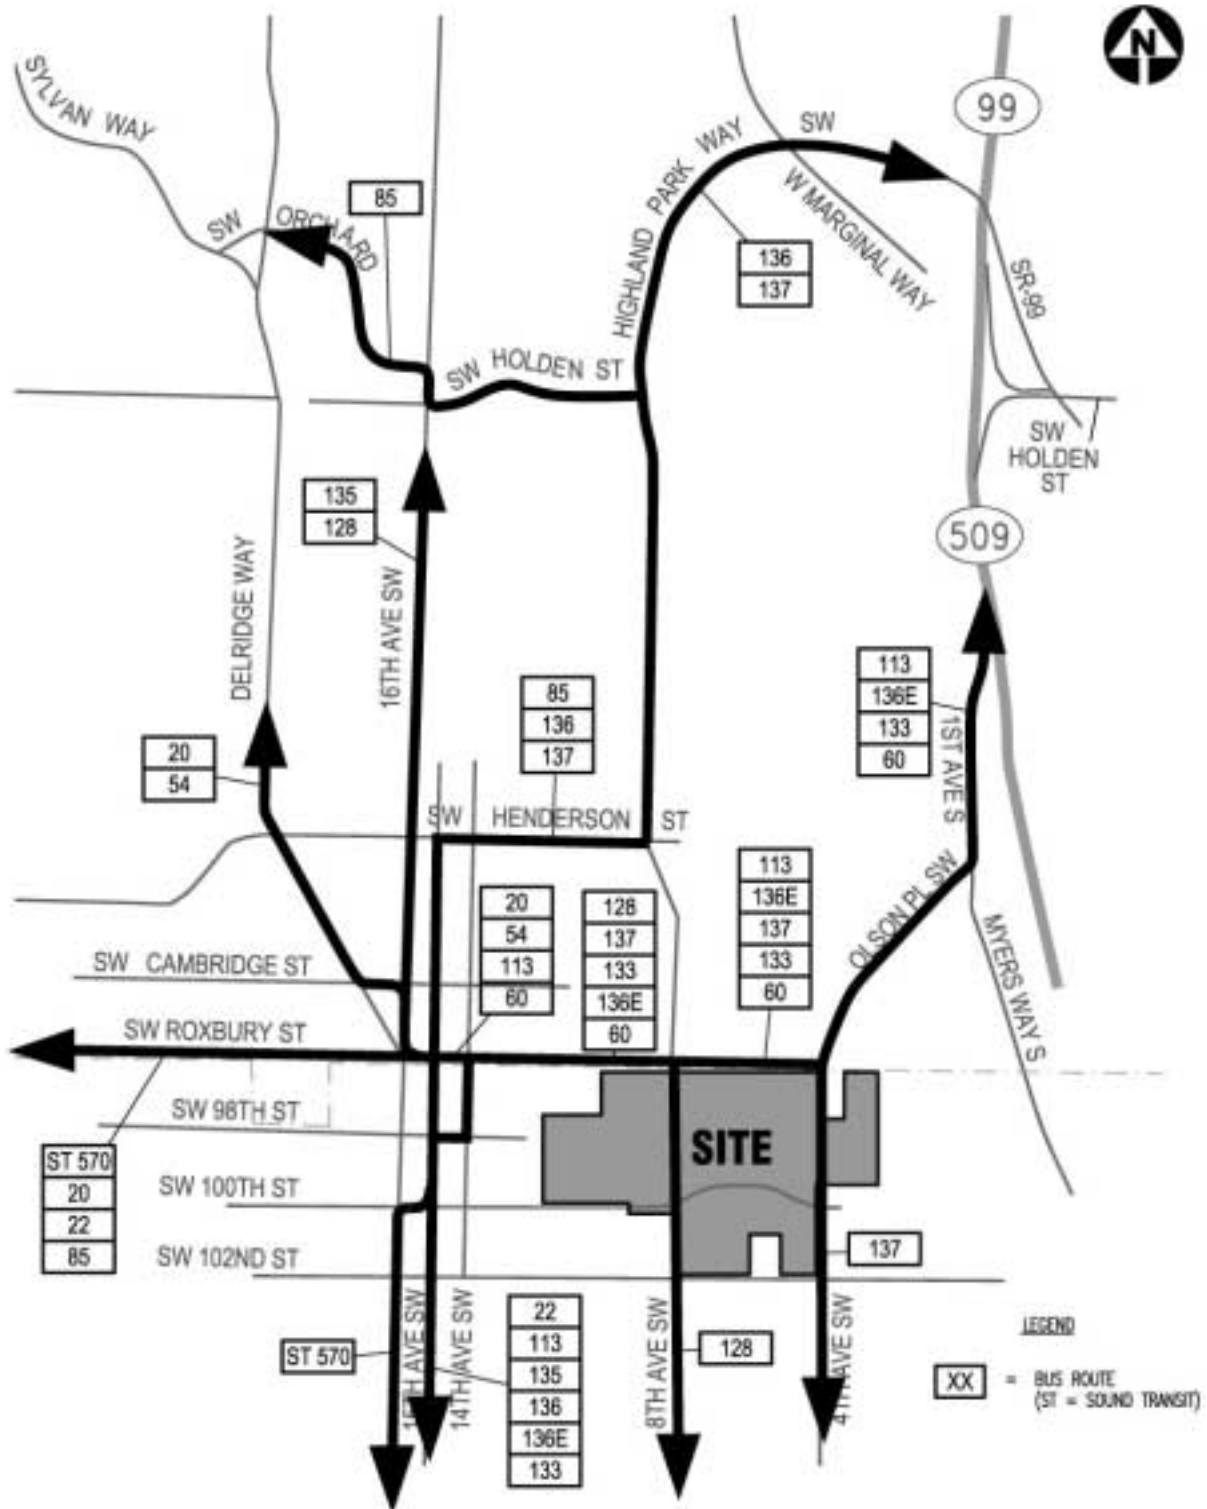 N
SYLVAN WAY
99
SW ORCHARD
85
HIGHLAND PARK WAY SW
W MARGINAL WAY
136
137
SR-99
SW HOLDEN ST
SW
HOLDEN
ST
135
128
509
DELRIDGE WAY
16TH AVE SW
113
136E
133
60
1ST AVE S
85
136
137
20
54
SW HENDERSON ST
20
54
113
60
128
137
133
136E
60
113
136E
137
133
60
OLSON PL SW
MYERS WAY S
SW CAMBRIDGE ST
SW ROXBURY ST
SW 98TH ST
SITE
ST 570
20
22
85
SW 100TH ST
SW 102ND ST
137
ST 570
AVE SW
14TH AVE SW
22
113
135
136
136E
133
8TH AVE SW
128
4TH AVE SW
LEGEND
XX = BUS ROUTE
(ST = SOUND TRANSIT)